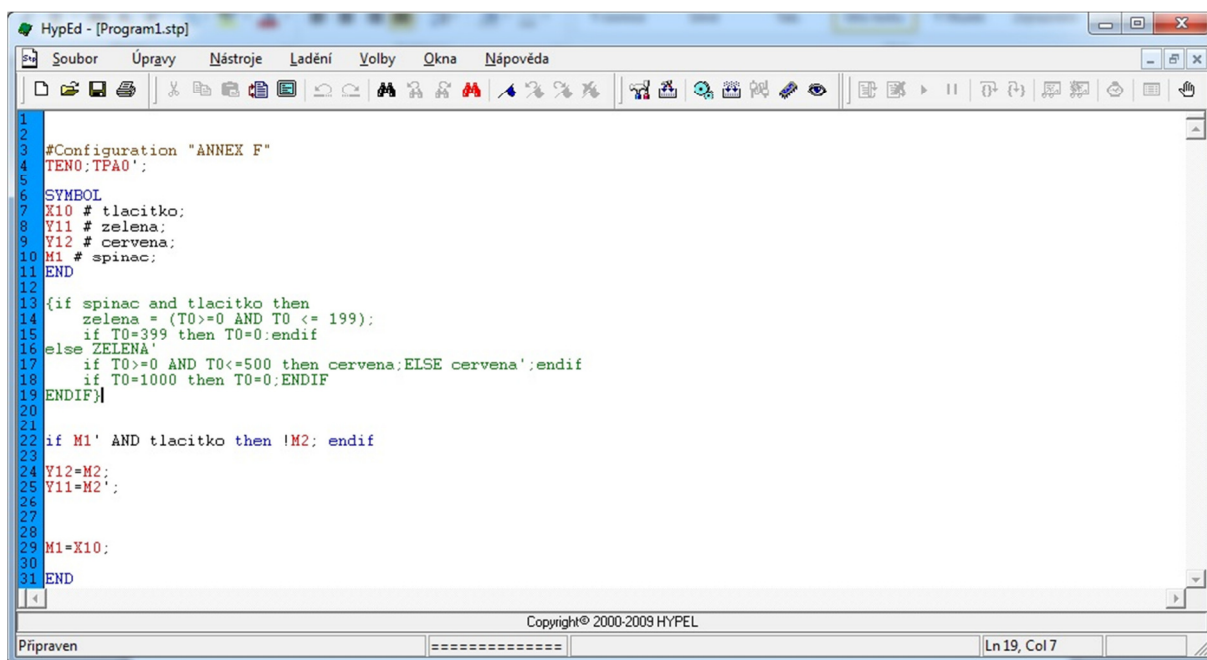 HypEd - [Program1.stp]
Soubor Úpravy Nástroje Ladění Volby Okna Nápověda
1
2
3 #Configuration "ANNEX F"
4 TEN0;TPA0';
5
6 SYMBOL
7 X10 # tlacitko;
8 Y11 # zelena;
9 Y12 # cervena;
10 M1 # spinac;
11 END
12
13 {if spinac and tlacitko then
14 zelena = (T0>=0 AND T0 <= 199);
15 if T0=399 then T0=0;endif
16 else ZELENA'
17 if T0>=0 AND T0<=500 then cervena;ELSE cervena';endif
18 if T0=1000 then T0=0;ENDIF
19 ENDIF}
20
21
22 if M1' AND tlacitko then !M2; endif
23
24 Y12=M2;
25 Y11=M2';
26
27
28
29 M1=X10;
30
31 END
Copyright© 2000-2009 HYPEL
Připraven ============== Ln 19, Col 7